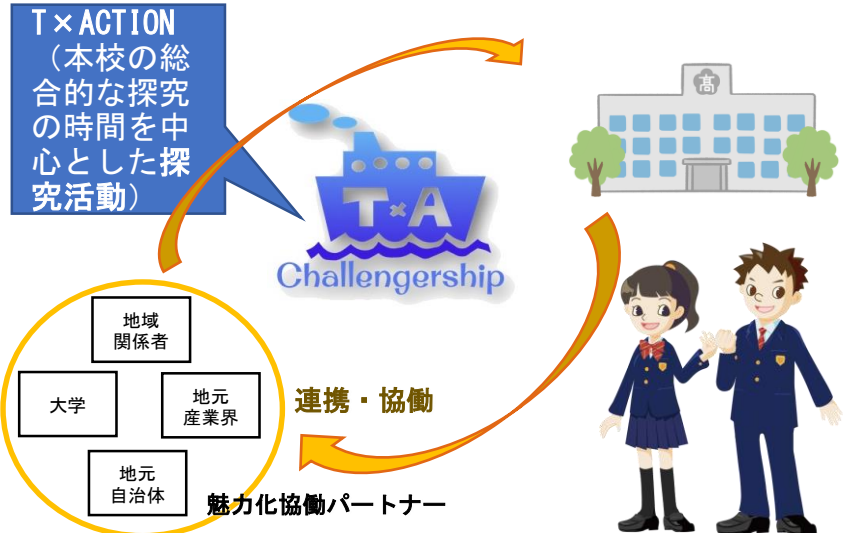 T×ACTION
（本校の総
合的な探究
の時間を中
心とした探
究活動）
高
T×A
Challengership
地域
関係者
大学
地元
産業界
地元
自治体
連携・協働
魅力化協働パートナー